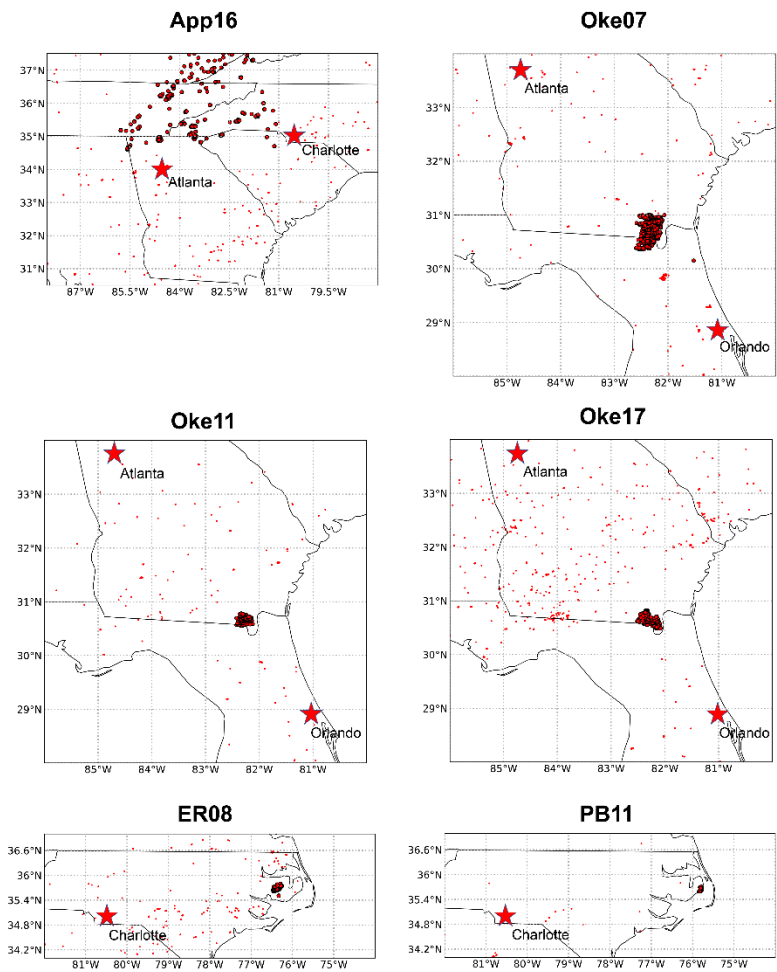 App16
37°N
36°N
35°N
34°N
33°N
32°N
31°N
Charlotte
Atlanta
87°W 85.5°W 84°W 82.5°W 81°W 79.5°W
Oke07
33°N
32°N
31°N
30°N
29°N
Atlanta
Orlando
85°W 84°W 83°W 82°W 81°W
Oke11
33°N
32°N
31°N
30°N
29°N
Atlanta
Orlando
85°W 84°W 83°W 82°W 81°W
Oke17
33°N
32°N
31°N
30°N
29°N
Atlanta
Orlando
85°W 84°W 83°W 82°W 81°W
ER08
36.6°N
36°N
35.4°N
34.8°N
34.2°N
Charlotte
81°W 80°W 79°W 78°W 77°W 76°W 75°W
PB11
36.6°N
36°N
35.4°N
34.8°N
34.2°N
Charlotte
81°W 80°W 79°W 78°W 77°W 76°W 75°W